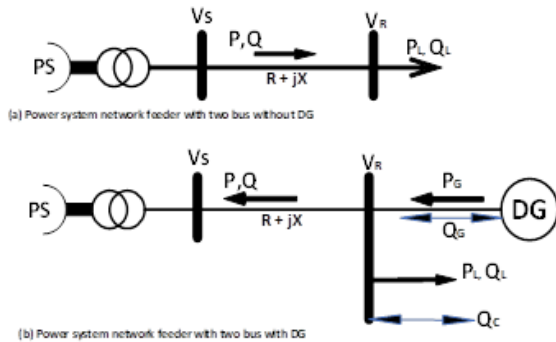 Vs
VR
P,Q
PL, QL
PS
R + jX
(a) Power system network feeder with two bus without DG
Vs
VR
P,Q
PG
PS
DG
R + jX
QG
PL, QL
QC
(b) Power system network feeder with two bus with DG